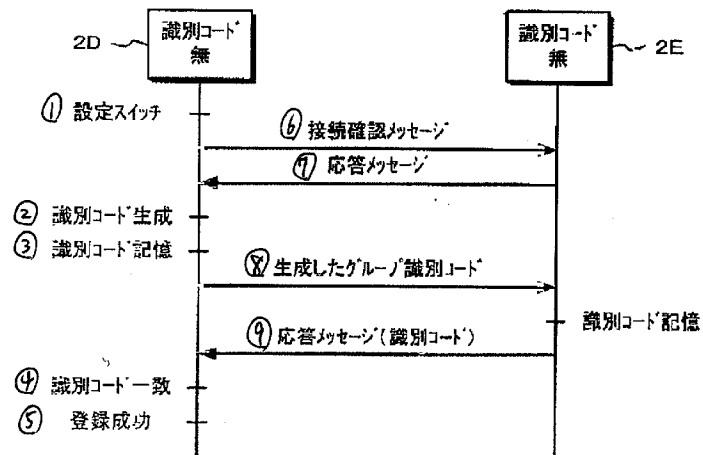 2D
識別コード
無
識別コード
無
2E
① 設定スイッチ
⑥ 接続確認メッセージ
⑦ 応答メッセージ
② 識別コード生成
③ 識別コード記憶
⑧ 生成したグループ識別コード
識別コード記憶
⑨ 応答メッセージ(識別コード)
④ 識別コード一致
⑤ 登録成功